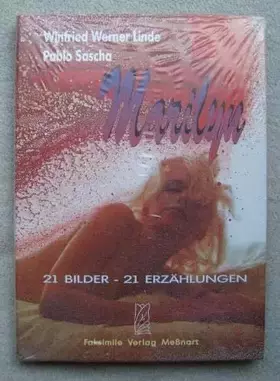 Winfried Werner Linde
Pablo Sascha
Marilyn
21 BILDER - 21 ERZÄHLUNGEN
Faksimile Verlag Meßnart